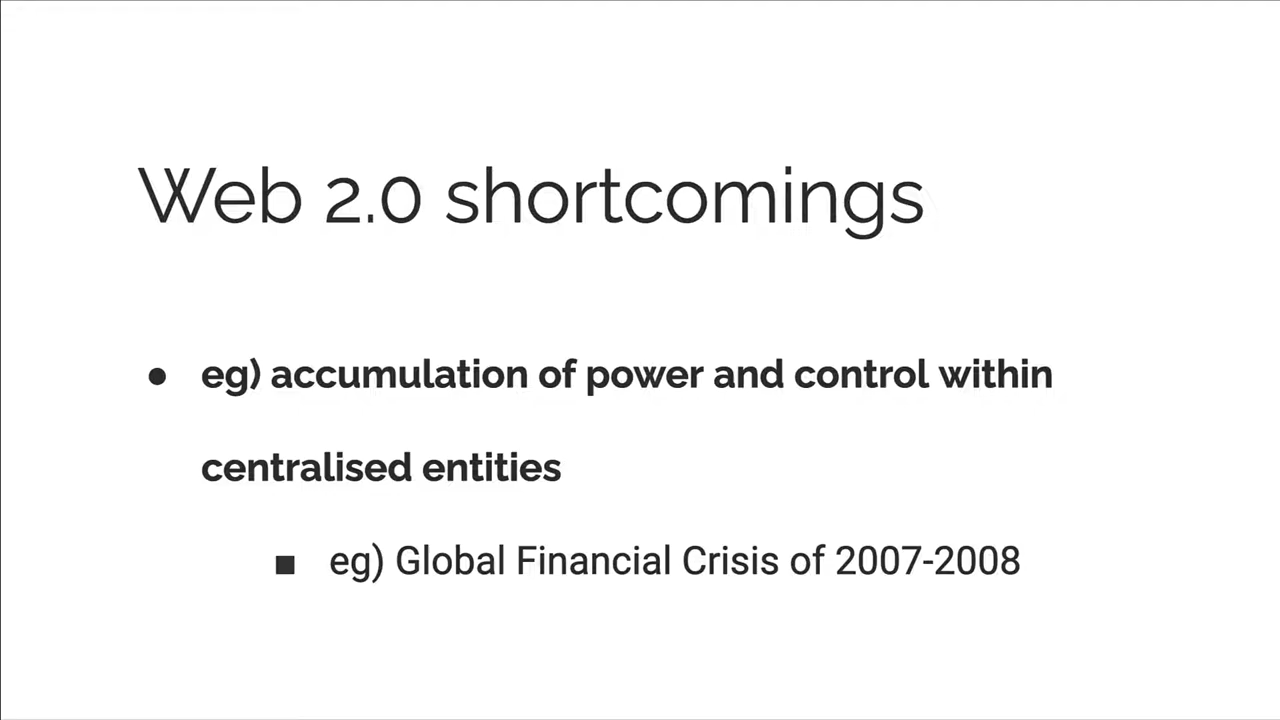 Web 2.0 shortcomings
● eg) accumulation of power and control within
centralised entities
■ eg) Global Financial Crisis of 2007-2008